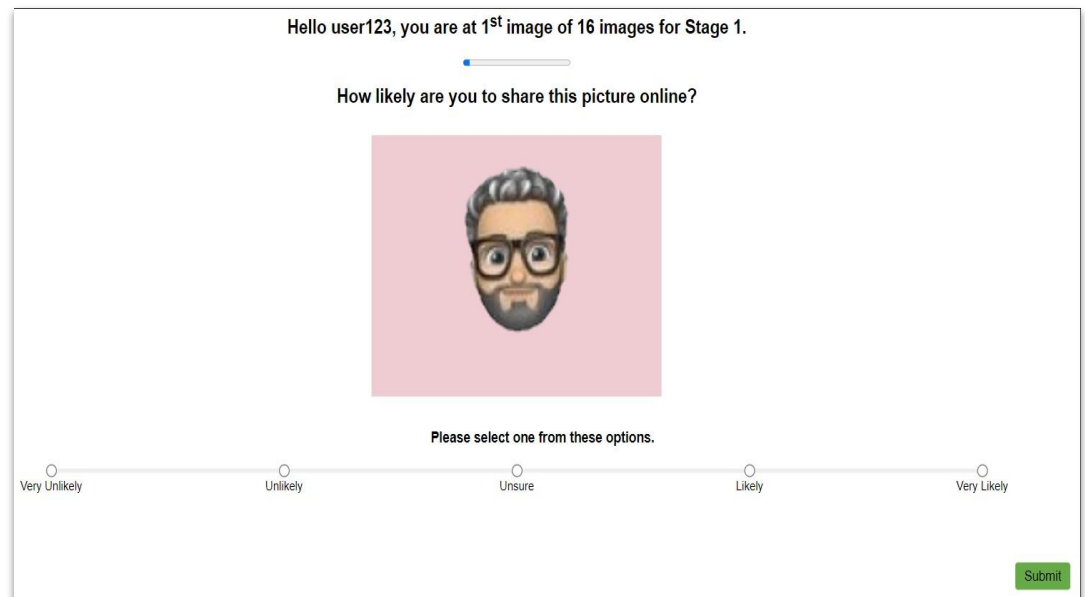 Hello user123, you are at 1st image of 16 images for Stage 1.
How likely are you to share this picture online?
Please select one from these options.
Very Unlikely Unlikely Unsure Likely Very Likely
Submit